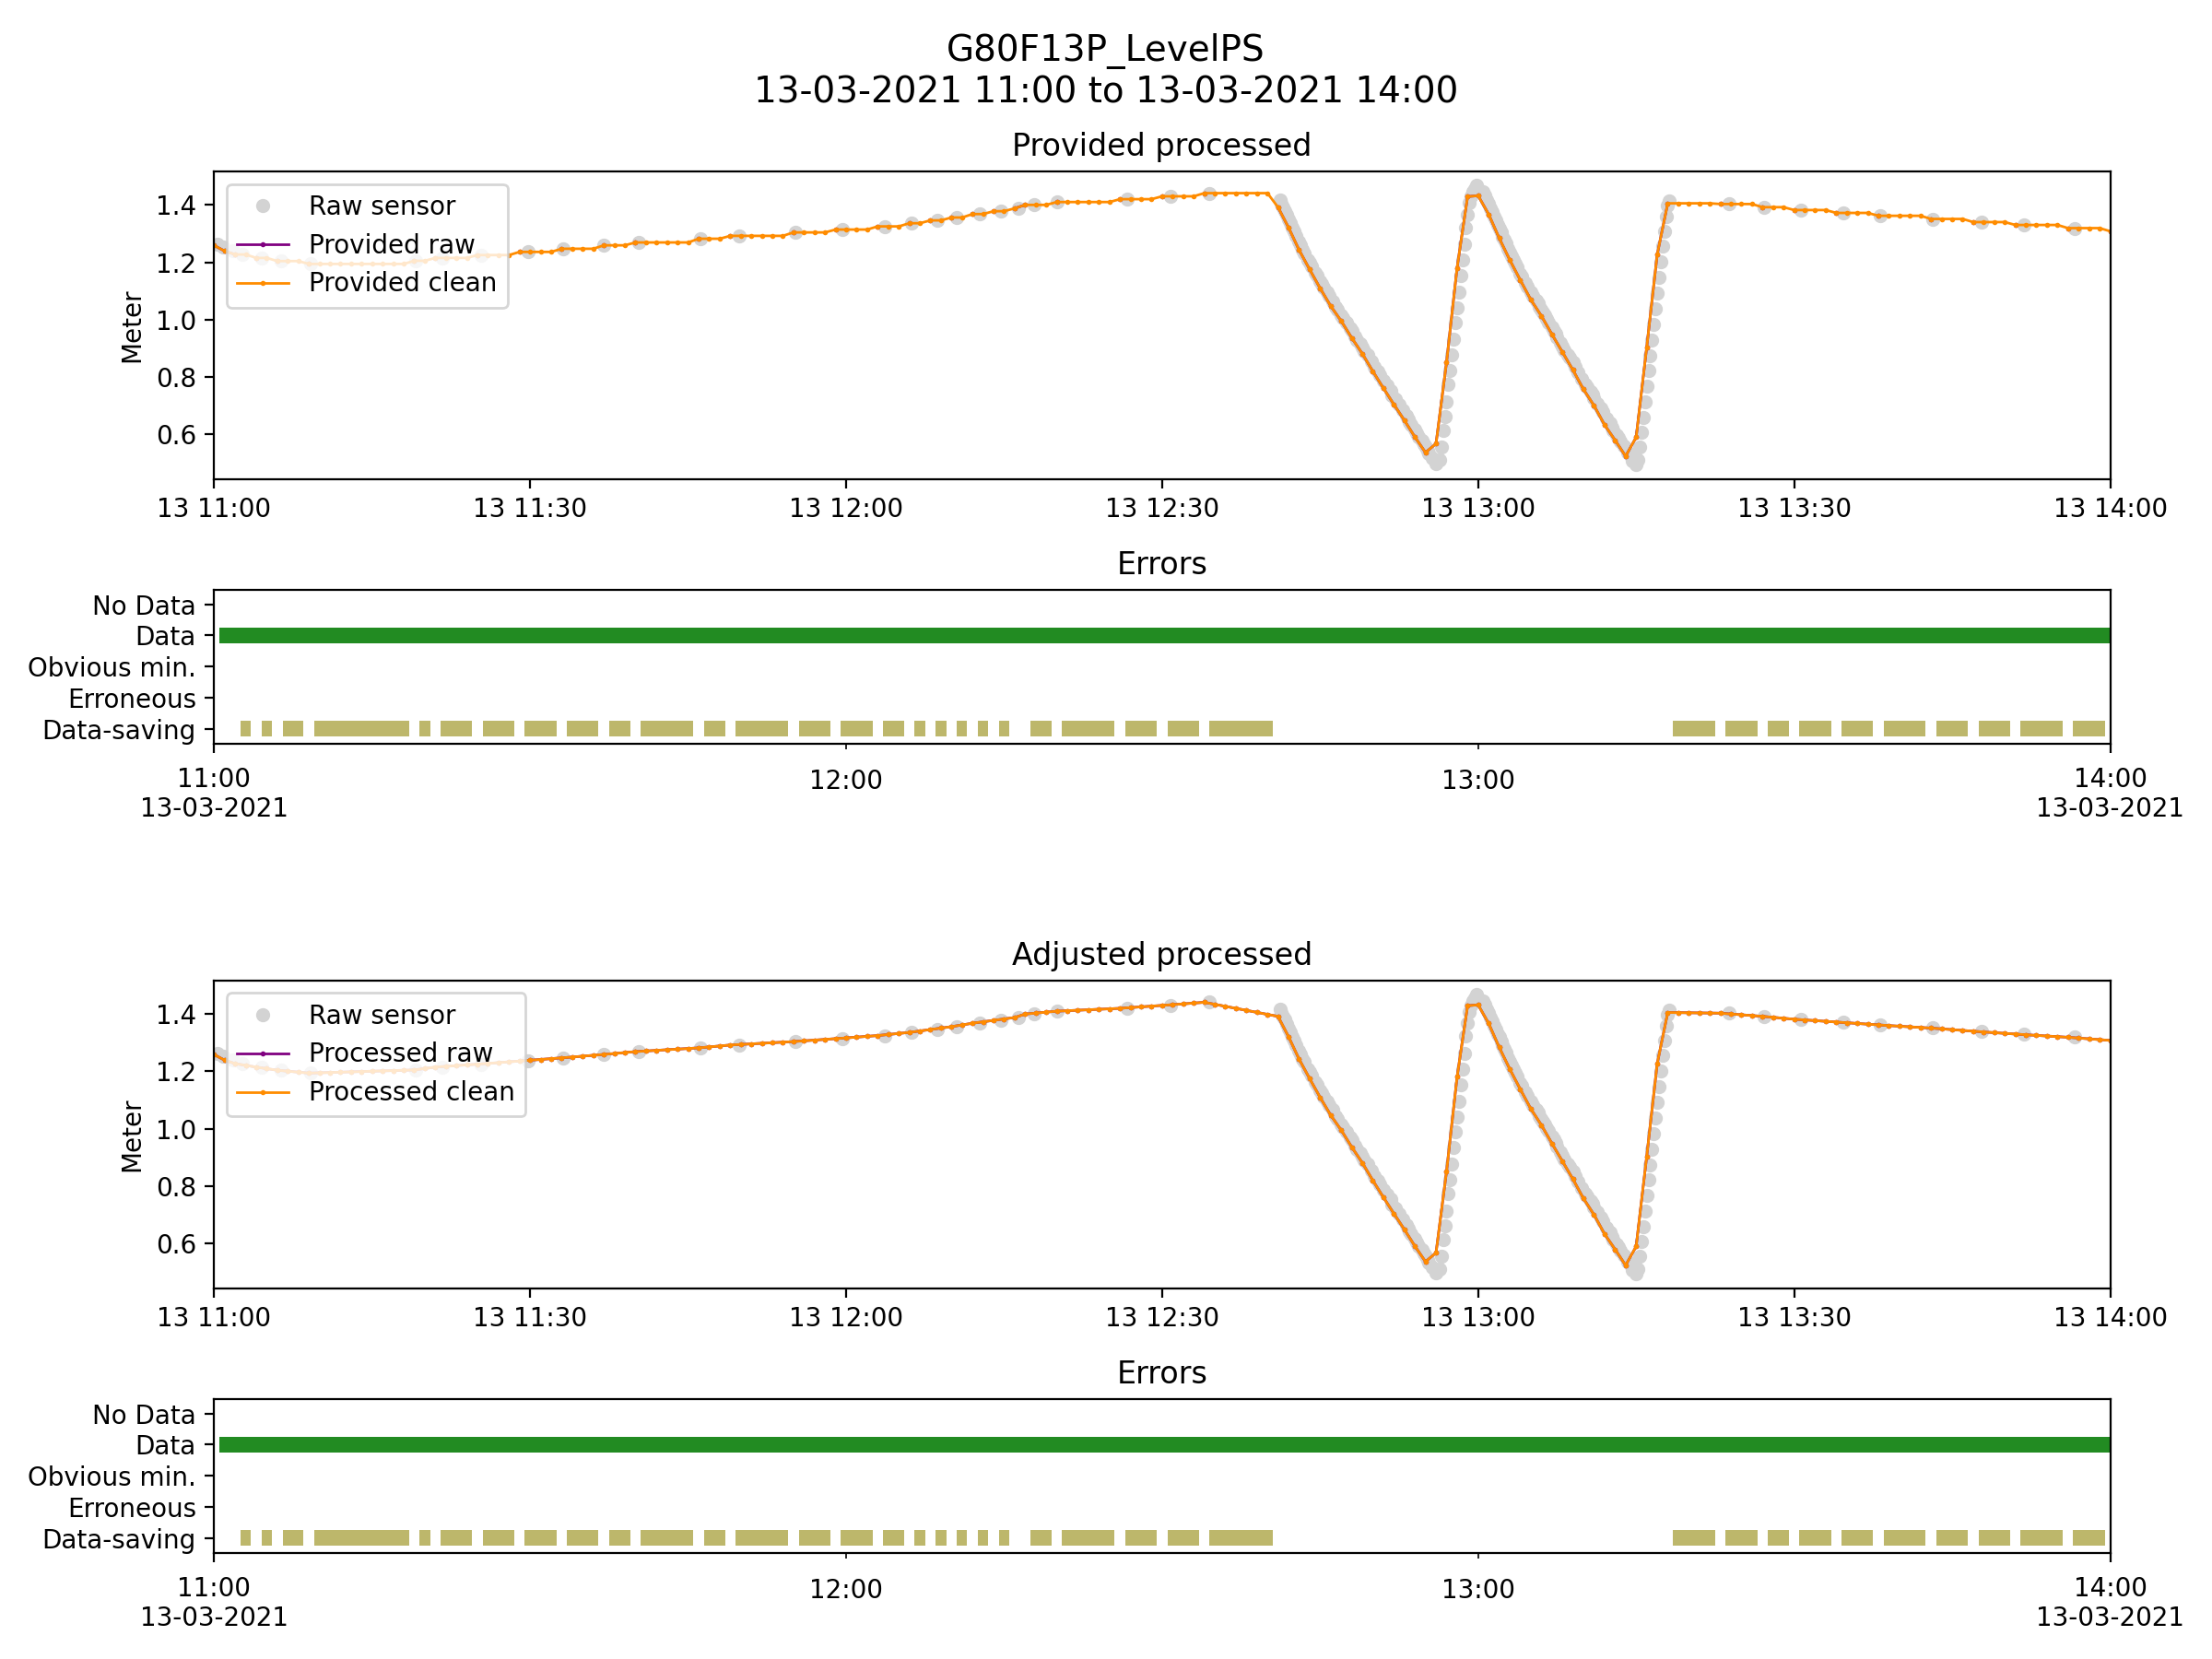 G80F13P_LevelPS
13-03-2021 11:00 to 13-03-2021 14:00
Provided processed
Raw sensor
Provided raw
Provided clean
Meter
1.4
1.2
1.0
0.8
0.6
13 11:00 13 11:30 13 12:00 13 12:30 13 13:00 13 13:30 13 14:00
Errors
No Data
Data
Obvious min.
Erroneous
Data-saving
11:00 12:00 13:00 14:00
13-03-2021 13-03-2021
Adjusted processed
Raw sensor
Processed raw
Processed clean
Meter
1.4
1.2
1.0
0.8
0.6
13 11:00 13 11:30 13 12:00 13 12:30 13 13:00 13 13:30 13 14:00
Errors
No Data
Data
Obvious min.
Erroneous
Data-saving
11:00 12:00 13:00 14:00
13-03-2021 13-03-2021